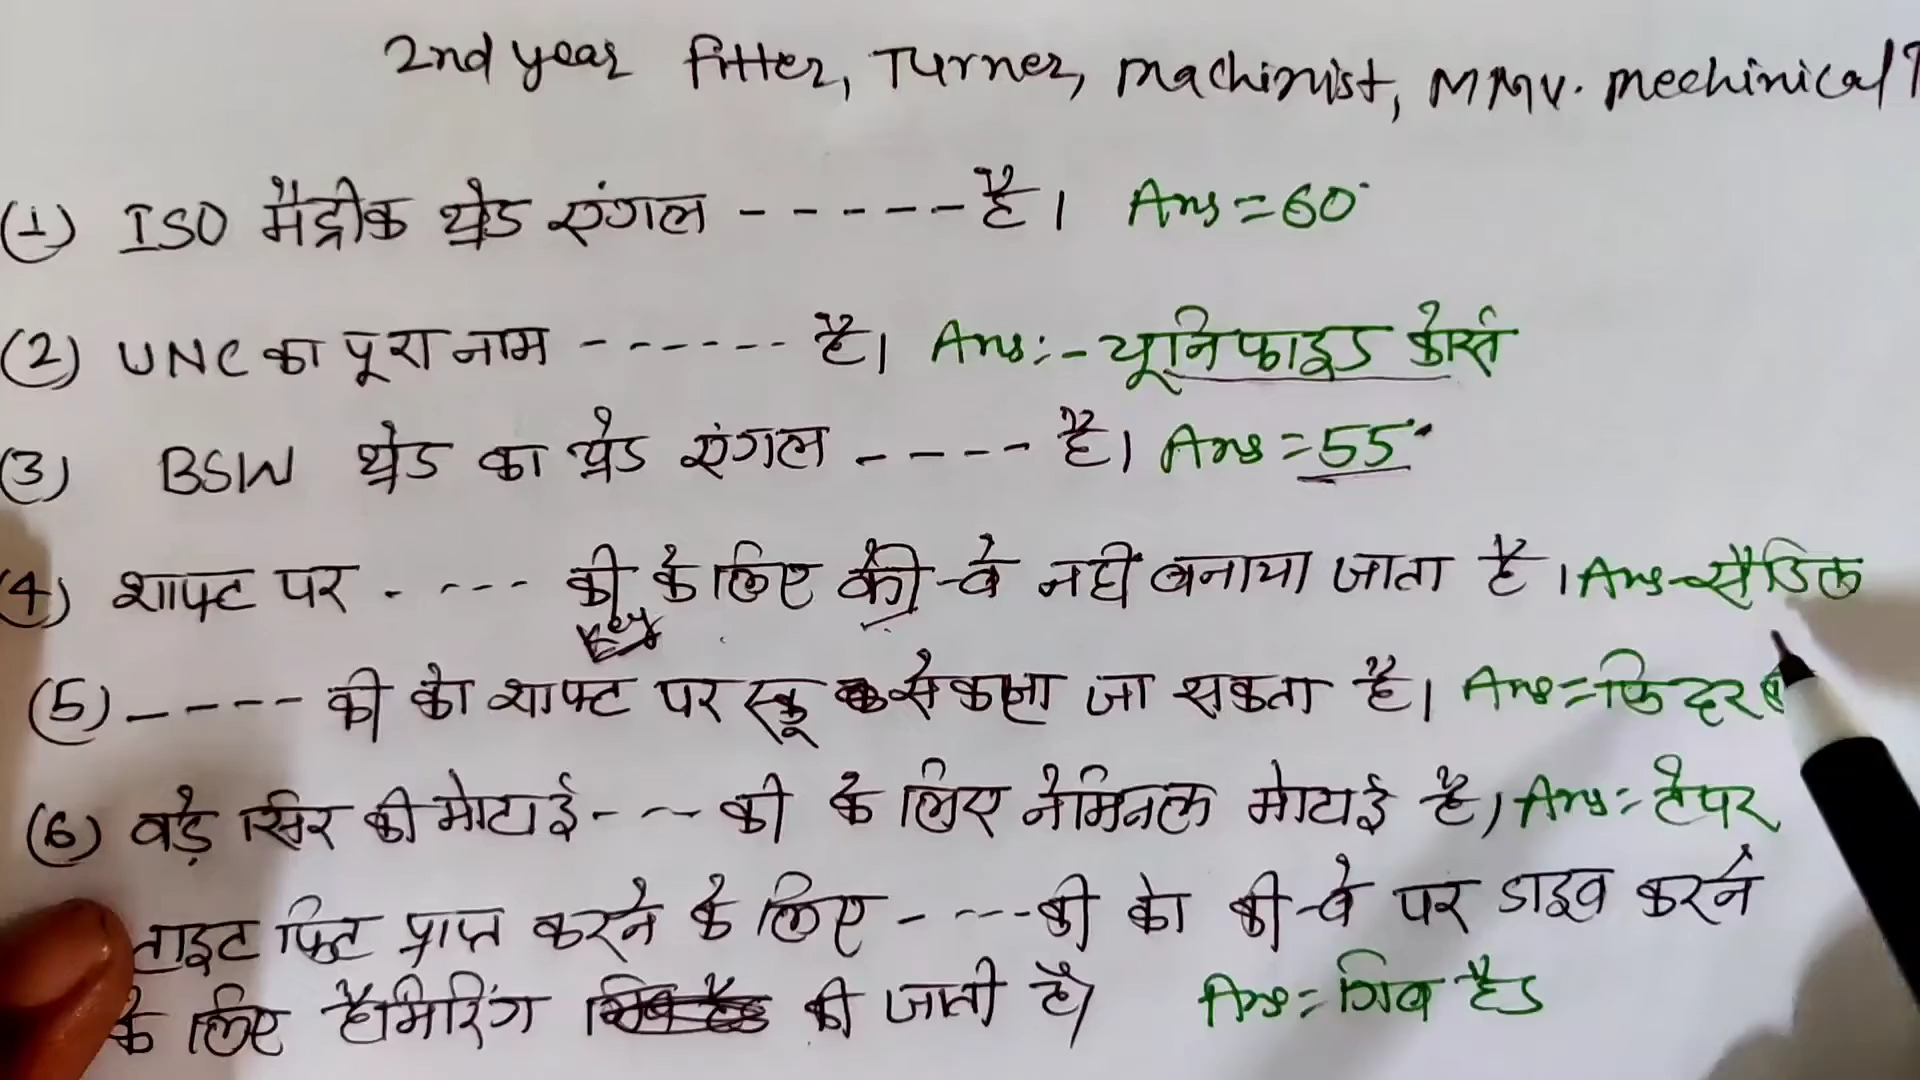 2nd year Fitter, Turner, Machinist, MMV. Mechinical
(1) ISO मैट्रीक थ्रेड एंगल ------ है। Ans = 60°
(2) UNC का पूरा नाम ------ है। Ans:- यूनिफाइड कोर्स
(3) BSW थ्रेड का थ्रेड एंगल ---- है। Ans = 55°
(4) शाफ्ट पर ---- की के लिए की-वे नहीं बनाया जाता है। Ans- सैडिल
Key
(5) ---- की को शाफ्ट पर स्क्रू से कसा जा सकता है। Ans = फिदर
(6) बड़े सिर की मोटाई --- की के लिए नोमिनल मोटाई है। Ans:- टेपर
टाइट फिट प्राप्त करने के लिए ---- की को की-वे पर डाइव करने
के लिए हैमरिंग की जाती है। Ans = गिब हैड